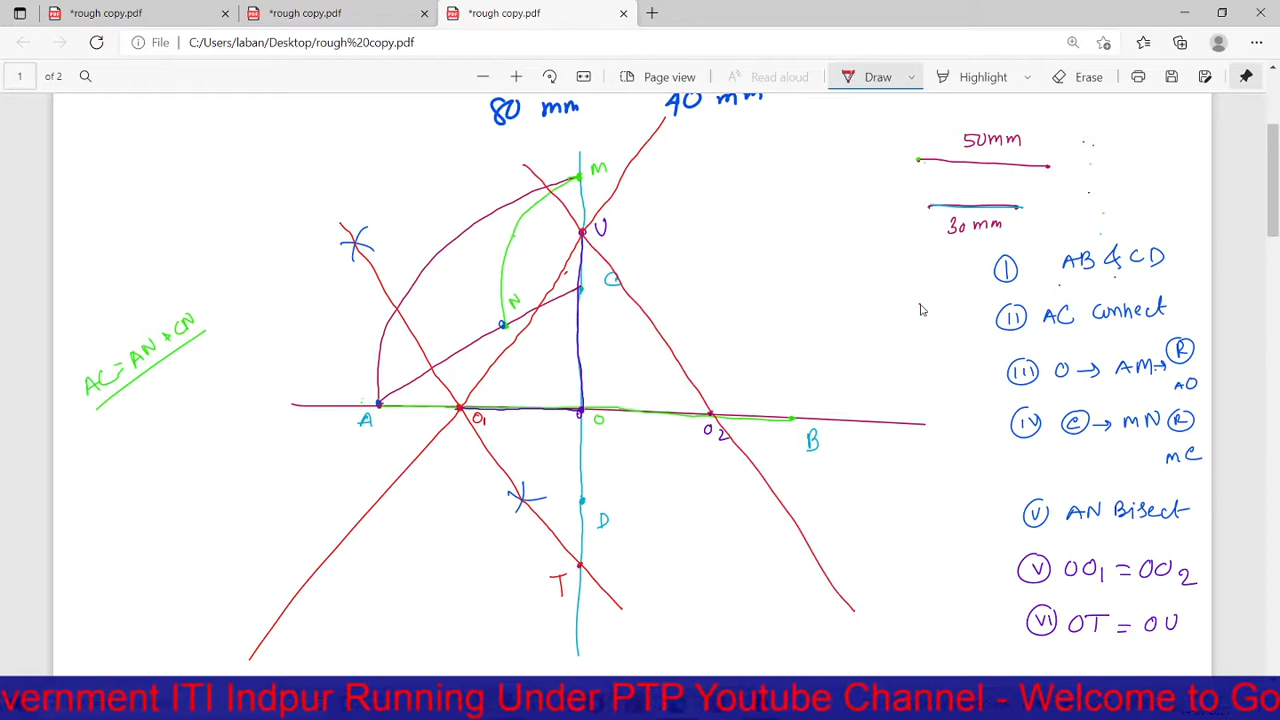 *rough copy.pdf
*rough copy.pdf
*rough copy.pdf
File
C:/Users/laban/Desktop/rough%20copy.pdf
1
of 2
Page view
Read aloud
Draw
Highlight
Erase
80 mm
40 mm
50mm
30 mm
M
U
C
N
A
O1
O
O2
B
D
T
AC = AN + CN
I AB & CD
II AC Connect
III O → AM → R
AO
IV C → MN R
MC
V AN Bisect
V OO1 = OO2
VI OT = OU
vernment ITI Indpur Running Under PTP Youtube Channel - Welcome to Go